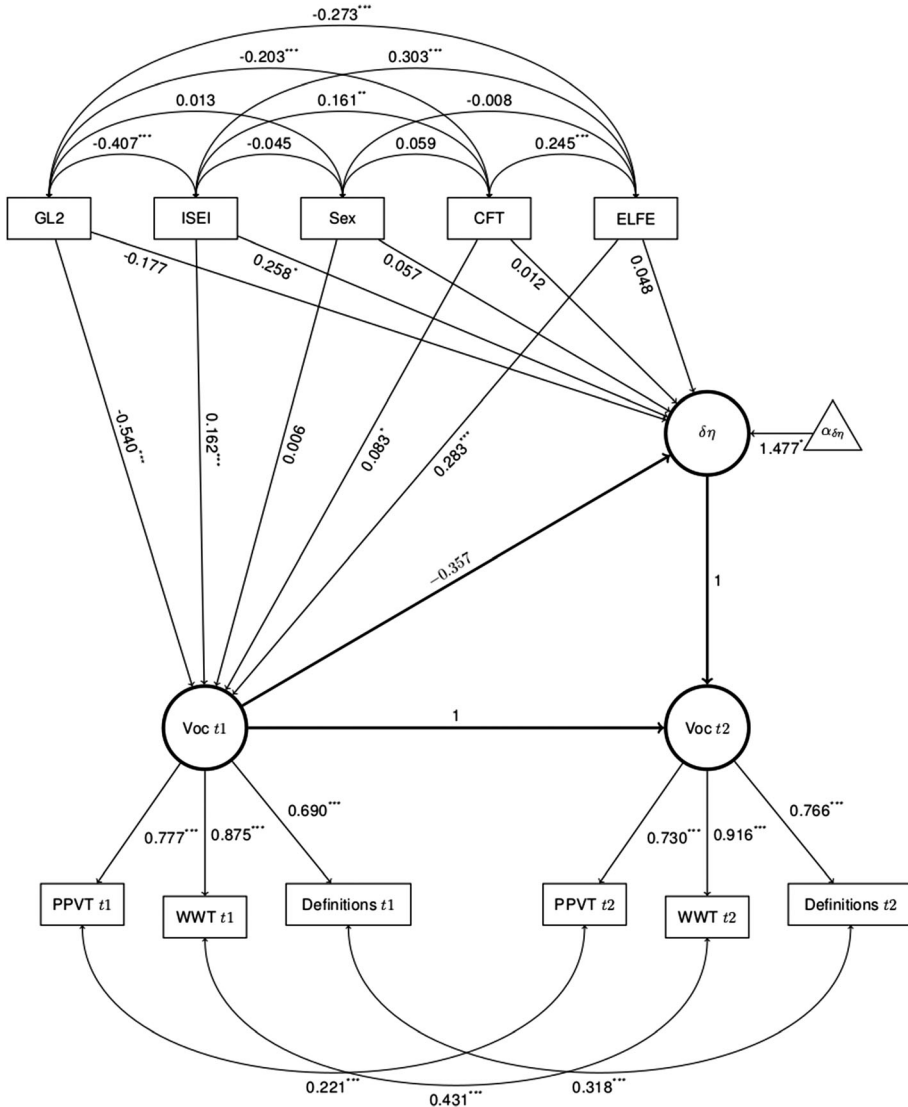 -0.273***
-0.203*** 0.303***
0.013 0.161** -0.008
-0.407*** -0.045 0.059 0.245***
GL2 ISEI Sex CFT ELFE
-0.177 0.258* 0.057 0.012 0.048
-0.540*** 0.162*** 0.006 0.083* 0.283***
δη
α_δη
1.477*
−0.357
1
Voc t1
1
Voc t2
0.777*** 0.875*** 0.690***
0.730*** 0.916*** 0.766***
PPVT t1 WWT t1 Definitions t1
PPVT t2 WWT t2 Definitions t2
0.221*** 0.431*** 0.318***